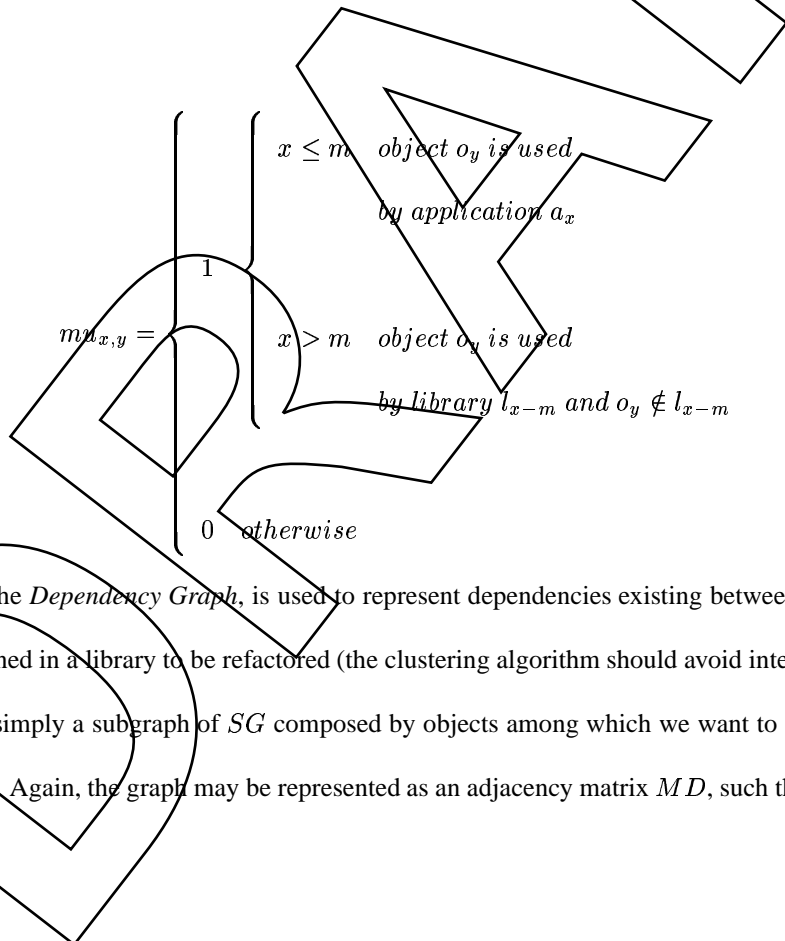 x ≤ m object o_y is used
by application a_x
1
mu_{x,y} =
x > m object o_y is used
by library l_{x−m} and o_y ∉ l_{x−m}
0 otherwise
he Dependency Graph, is used to represent dependencies existing betwee
ned in a library to be refactored (the clustering algorithm should avoid inte
simply a subgraph of SG composed by objects among which we want to
Again, the graph may be represented as an adjacency matrix MD, such th
DRA